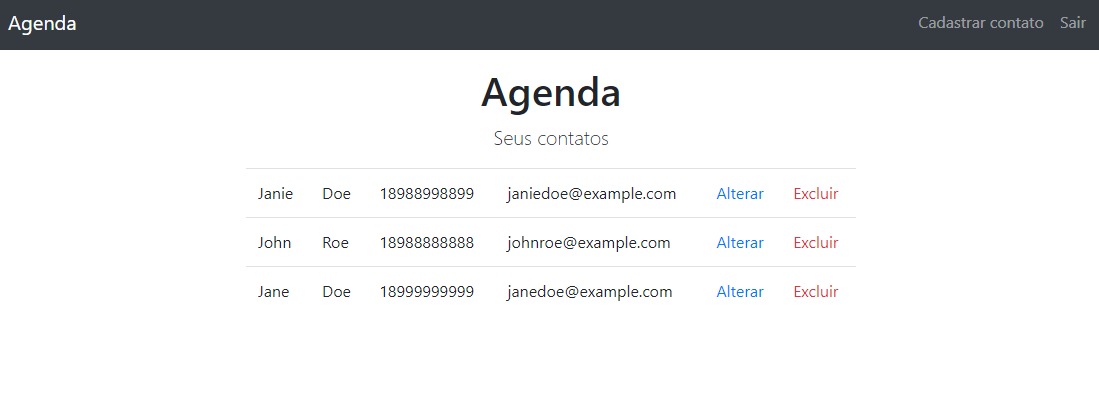 Agenda Cadastrar contato Sair
Agenda
Seus contatos
Janie Doe 18988998899 janiedoe@example.com Alterar Excluir
John Roe 18988888888 johnroe@example.com Alterar Excluir
Jane Doe 18999999999 janedoe@example.com Alterar Excluir